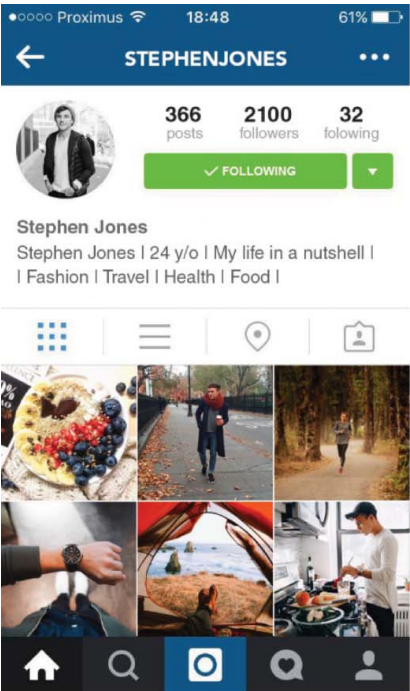 Proximus 18:48 61%
STEPHENJONES
366 2100 32
posts followers folowing
FOLLOWING
Stephen Jones
Stephen Jones I 24 y/o I My life in a nutshell I
I Fashion I Travel I Health I Food I